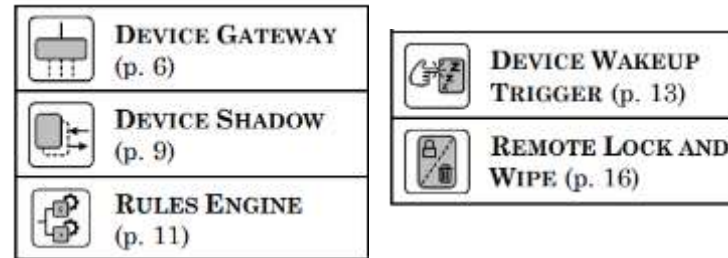 DEVICE GATEWAY
(p. 6)
DEVICE SHADOW
(p. 9)
RULES ENGINE
(p. 11)
DEVICE WAKEUP
TRIGGER (p. 13)
REMOTE LOCK AND
WIPE (p. 16)